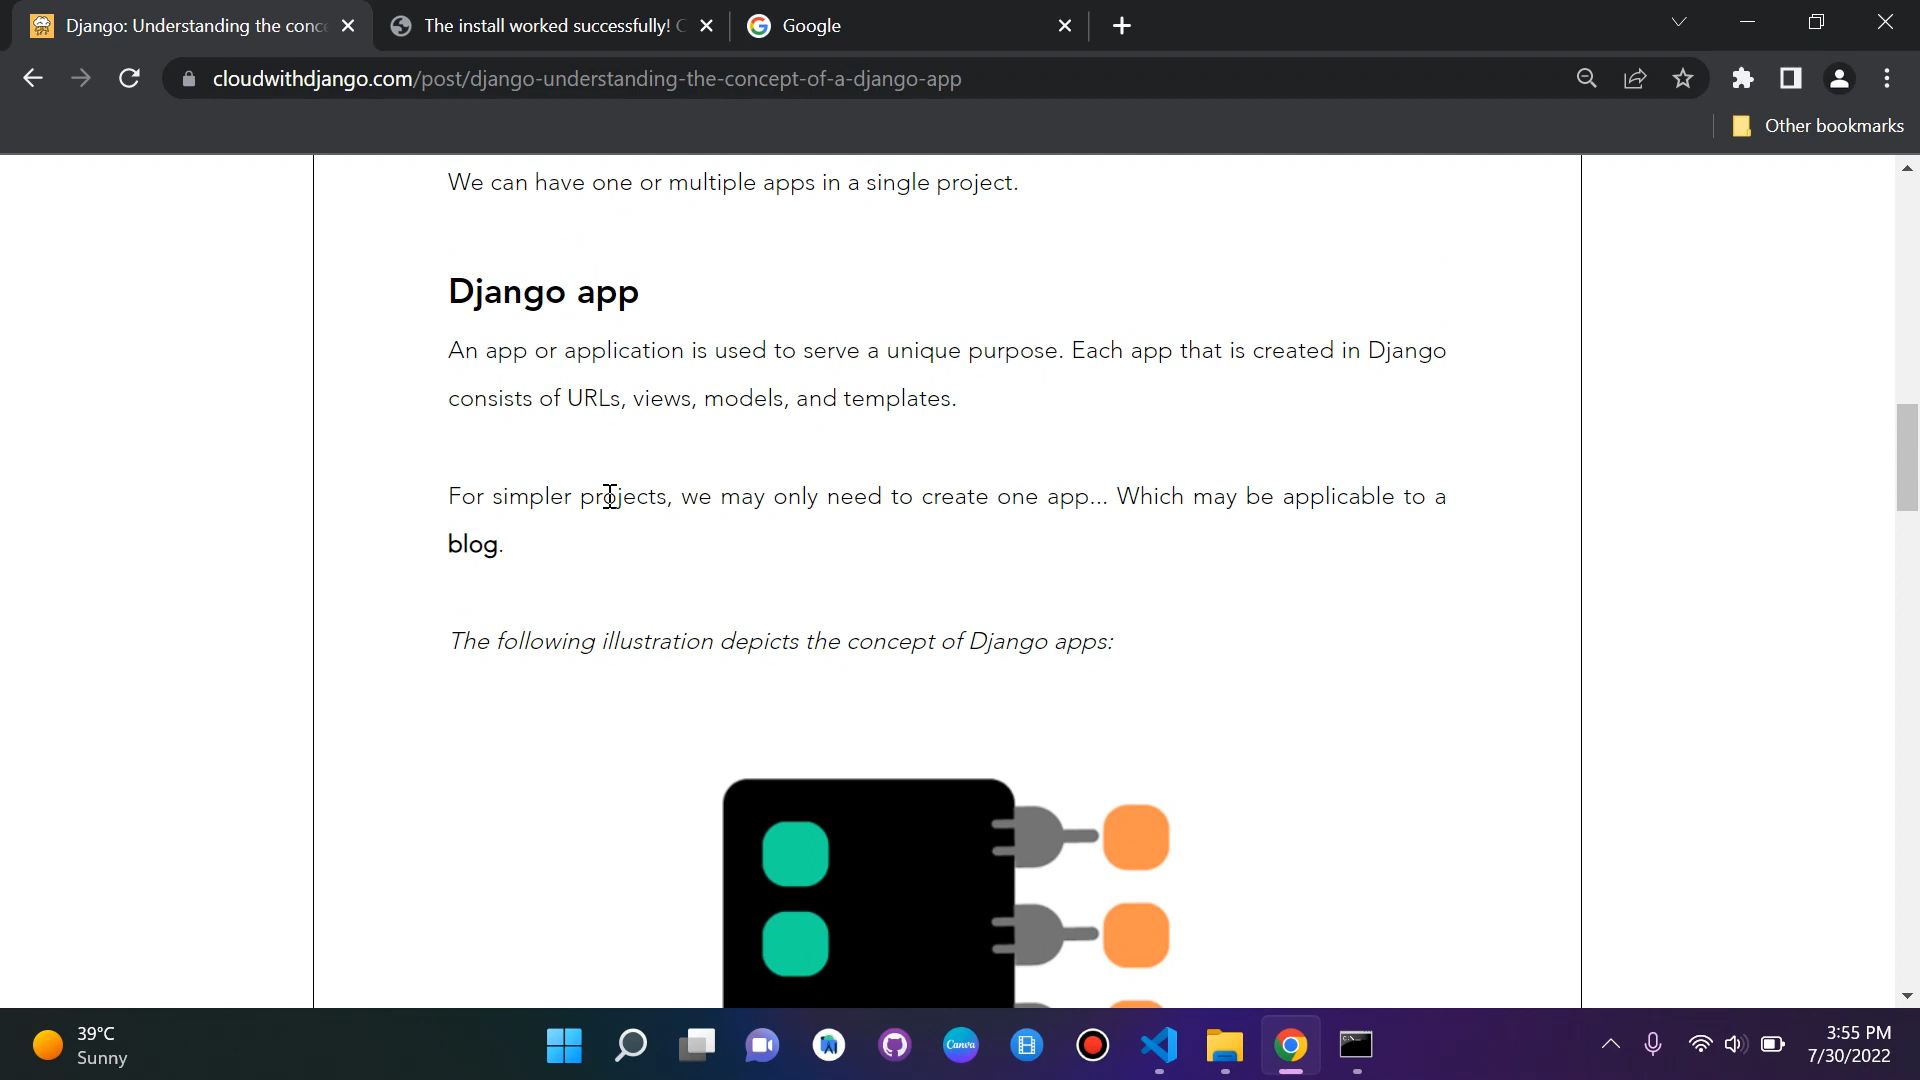 Django: Understanding the conc
The install worked successfully! C
Google
cloudwithdjango.com/post/django-understanding-the-concept-of-a-django-app
Other bookmarks
We can have one or multiple apps in a single project.
Django app
An app or application is used to serve a unique purpose. Each app that is created in Django
consists of URLs, views, models, and templates.
For simpler projects, we may only need to create one app... Which may be applicable to a
blog.
The following illustration depicts the concept of Django apps:
39°C
Sunny
Canva
3:55 PM
7/30/2022